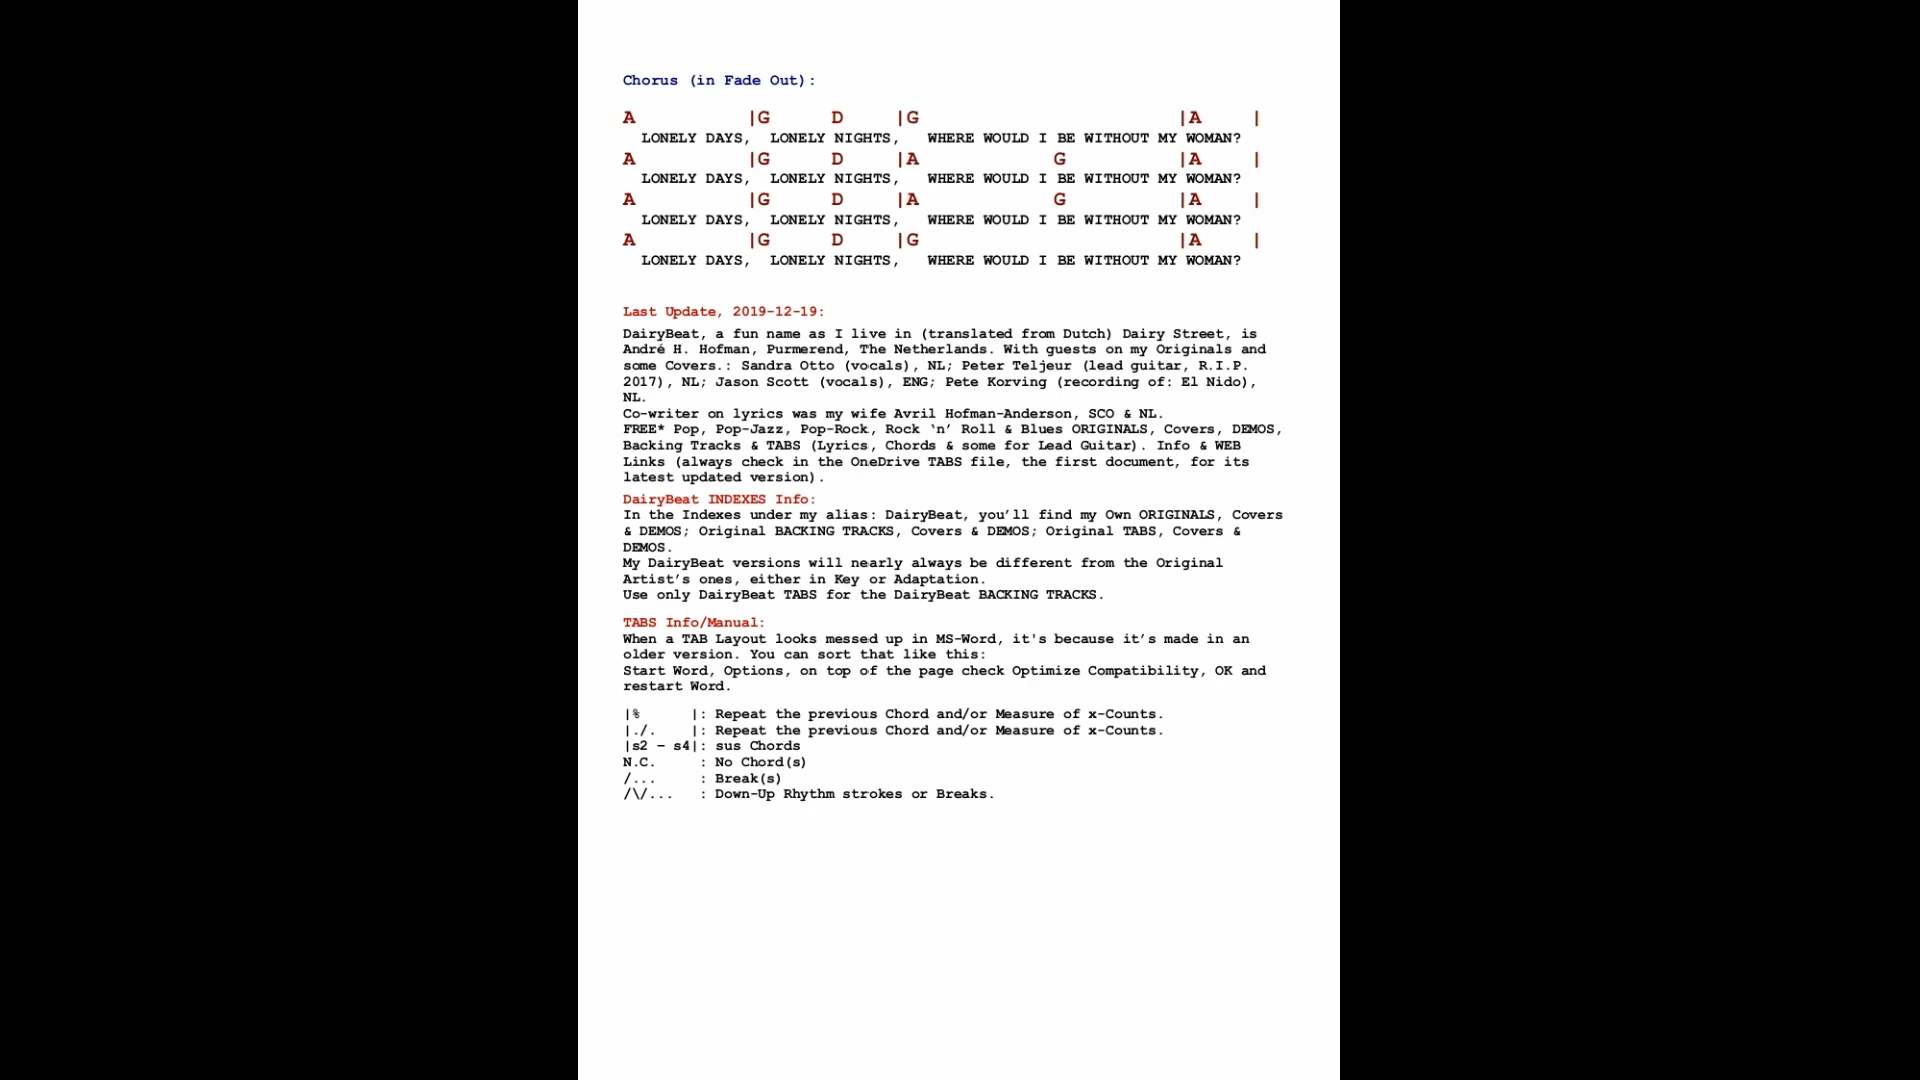 Chorus (in Fade Out):
A |G D |G |A |
LONELY DAYS, LONELY NIGHTS, WHERE WOULD I BE WITHOUT MY WOMAN?
A |G D |A G |A |
LONELY DAYS, LONELY NIGHTS, WHERE WOULD I BE WITHOUT MY WOMAN?
A |G D |A G |A |
LONELY DAYS, LONELY NIGHTS, WHERE WOULD I BE WITHOUT MY WOMAN?
A |G D |G |A |
LONELY DAYS, LONELY NIGHTS, WHERE WOULD I BE WITHOUT MY WOMAN?
Last Update, 2019-12-19:
DairyBeat, a fun name as I live in (translated from Dutch) Dairy Street, is
André H. Hofman, Purmerend, The Netherlands. With guests on my Originals and
some Covers.: Sandra Otto (vocals), NL; Peter Teljeur (lead guitar, R.I.P.
2017), NL; Jason Scott (vocals), ENG; Pete Korving (recording of: El Nido),
NL.
Co-writer on lyrics was my wife Avril Hofman-Anderson, SCO & NL.
FREE* Pop, Pop-Jazz, Pop-Rock, Rock ‘n’ Roll & Blues ORIGINALS, Covers, DEMOS,
Backing Tracks & TABS (Lyrics, Chords & some for Lead Guitar). Info & WEB
Links (always check in the OneDrive TABS file, the first document, for its
latest updated version).
DairyBeat INDEXES Info:
In the Indexes under my alias: DairyBeat, you’ll find my Own ORIGINALS, Covers
& DEMOS; Original BACKING TRACKS, Covers & DEMOS; Original TABS, Covers &
DEMOS.
My DairyBeat versions will nearly always be different from the Original
Artist’s ones, either in Key or Adaptation.
Use only DairyBeat TABS for the DairyBeat BACKING TRACKS.
TABS Info/Manual:
When a TAB Layout looks messed up in MS-Word, it's because it’s made in an
older version. You can sort that like this:
Start Word, Options, on top of the page check Optimize Compatibility, OK and
restart Word.
|% |: Repeat the previous Chord and/or Measure of x-Counts.
|./. |: Repeat the previous Chord and/or Measure of x-Counts.
|s2 – s4|: sus Chords
N.C. : No Chord(s)
/... : Break(s)
/\/... : Down-Up Rhythm strokes or Breaks.